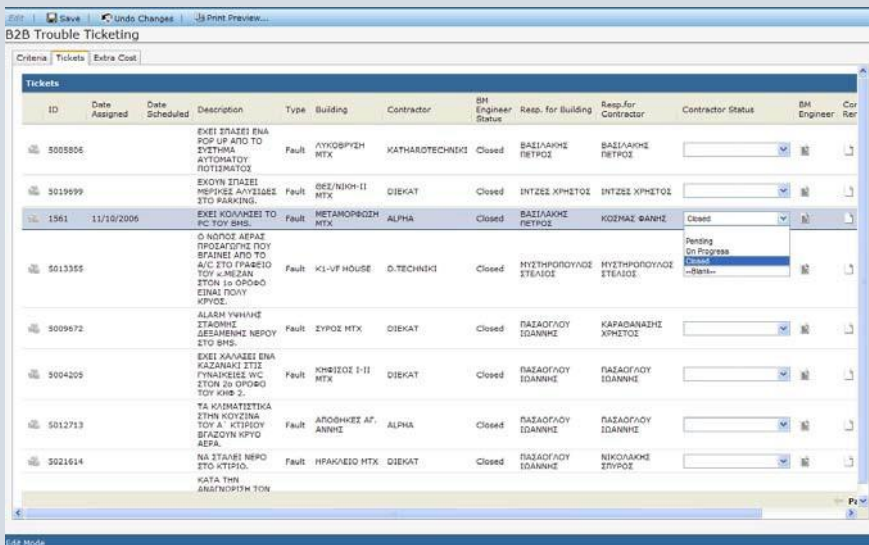 Edit | Save | Undo Changes | Print Preview...
B2B Trouble Ticketing
Criteria Tickets Extra Cost
Tickets
ID Date Assigned Date Scheduled Description Type Building Contractor BM Engineer Status Resp. for Building Resp.for Contractor Contractor Status BM Engineer
5005806 ΕΧΕΙ ΣΠΑΣΕΙ ΕΝΑ POP UP ΑΠΟ ΤΟ ΣΥΣΤΗΜΑ ΑΥΤΟΜΑΤΟΥ ΠΟΤΙΣΜΑΤΟΣ Fault ΛΥΚΟΒΡΥΣΗ MTX KATHAROTECHNIKI Closed ΒΑΣΙΛΑΚΗΣ ΠΕΤΡΟΣ ΒΑΣΙΛΑΚΗΣ ΠΕΤΡΟΣ
5019699 ΕΧΟΥΝ ΣΠΑΣΕΙ ΜΕΡΙΚΕΣ ΑΛΥΣΙΔΕΣ ΣΤΟ PARKING. Fault ΘΕΣ/ΝΙΚΗ-II MTX DIEKAT Closed ΙΝΤΖΕΣ ΧΡΗΣΤΟΣ ΙΝΤΖΕΣ ΧΡΗΣΤΟΣ
1561 11/10/2006 ΕΧΕΙ ΚΟΛΛΗΣΕΙ ΤΟ PC ΤΟΥ BMS. Fault ΜΕΤΑΜΟΡΦΩΣΗ MTX ALPHA Closed ΒΑΣΙΛΑΚΗΣ ΠΕΤΡΟΣ ΚΟΣΜΑΣ ΦΑΝΗΣ Closed
Pending
On Progress
Closed
--Blank--
5013355 Ο ΝΩΠΟΣ ΑΕΡΑΣ ΠΡΟΣΑΓΩΓΗΣ ΠΟΥ ΒΓΑΙΝΕΙ ΑΠΟ ΤΟ A/C ΣΤΟ ΓΡΑΦΕΙΟ ΤΟΥ κ.ΜΕΖΑΝ ΣΤΟΝ 1ο ΟΡΟΦΟ ΕΙΝΑΙ ΠΟΛΥ ΚΡΥΟΣ. Fault K1-VF HOUSE D.TECHNIKI Closed ΜΥΣΤΗΡΟΠΟΥΛΟΣ ΣΤΕΛΙΟΣ ΜΥΣΤΗΡΟΠΟΥΛΟΣ ΣΤΕΛΙΟΣ
5009672 ALARM ΥΨΗΛΗΣ ΣΤΑΘΜΗΣ ΔΕΞΑΜΕΝΗΣ ΝΕΡΟΥ ΣΤΟ BMS. Fault ΣΥΡΟΣ MTX DIEKAT Closed ΠΑΣΑΟΓΛΟΥ ΙΩΑΝΝΗΣ ΚΑΡΑΘΑΝΑΣΗΣ ΧΡΗΣΤΟΣ
5004205 ΕΧΕΙ ΧΑΛΑΣΕΙ ΕΝΑ ΚΑΖΑΝΑΚΙ ΣΤΙΣ ΓΥΝΑΙΚΕΙΕΣ WC ΣΤΟΝ 2ο ΟΡΟΦΟ ΤΟΥ ΚΗΦ 2. Fault ΚΗΦΙΣΟΣ I-II MTX DIEKAT Closed ΠΑΣΑΟΓΛΟΥ ΙΩΑΝΝΗΣ ΠΑΣΑΟΓΛΟΥ ΙΩΑΝΝΗΣ
5012713 ΤΑ ΚΛΙΜΑΤΙΣΤΙΚΑ ΣΤΗΝ ΚΟΥΖΙΝΑ ΤΟΥ Α΄ ΚΤΙΡΙΟΥ ΒΓΑΖΟΥΝ ΚΡΥΟ ΑΕΡΑ. Fault ΑΠΟΘΗΚΕΣ ΑΓ. ΑΝΝΗΣ ALPHA Closed ΠΑΣΑΟΓΛΟΥ ΙΩΑΝΝΗΣ ΠΑΣΑΟΓΛΟΥ ΙΩΑΝΝΗΣ
5021614 ΝΑ ΣΤΑΛΕΙ ΝΕΡΟ ΣΤΟ ΚΤΙΡΙΟ. Fault ΗΡΑΚΛΕΙΟ MTX DIEKAT Closed ΠΑΣΑΟΓΛΟΥ ΙΩΑΝΝΗΣ ΝΙΚΟΛΑΚΗΣ ΣΠΥΡΟΣ
ΚΑΤΑ ΤΗΝ ΑΝΑΓΝΩΡΙΣΗ ΤΩΝ
Edit Mode